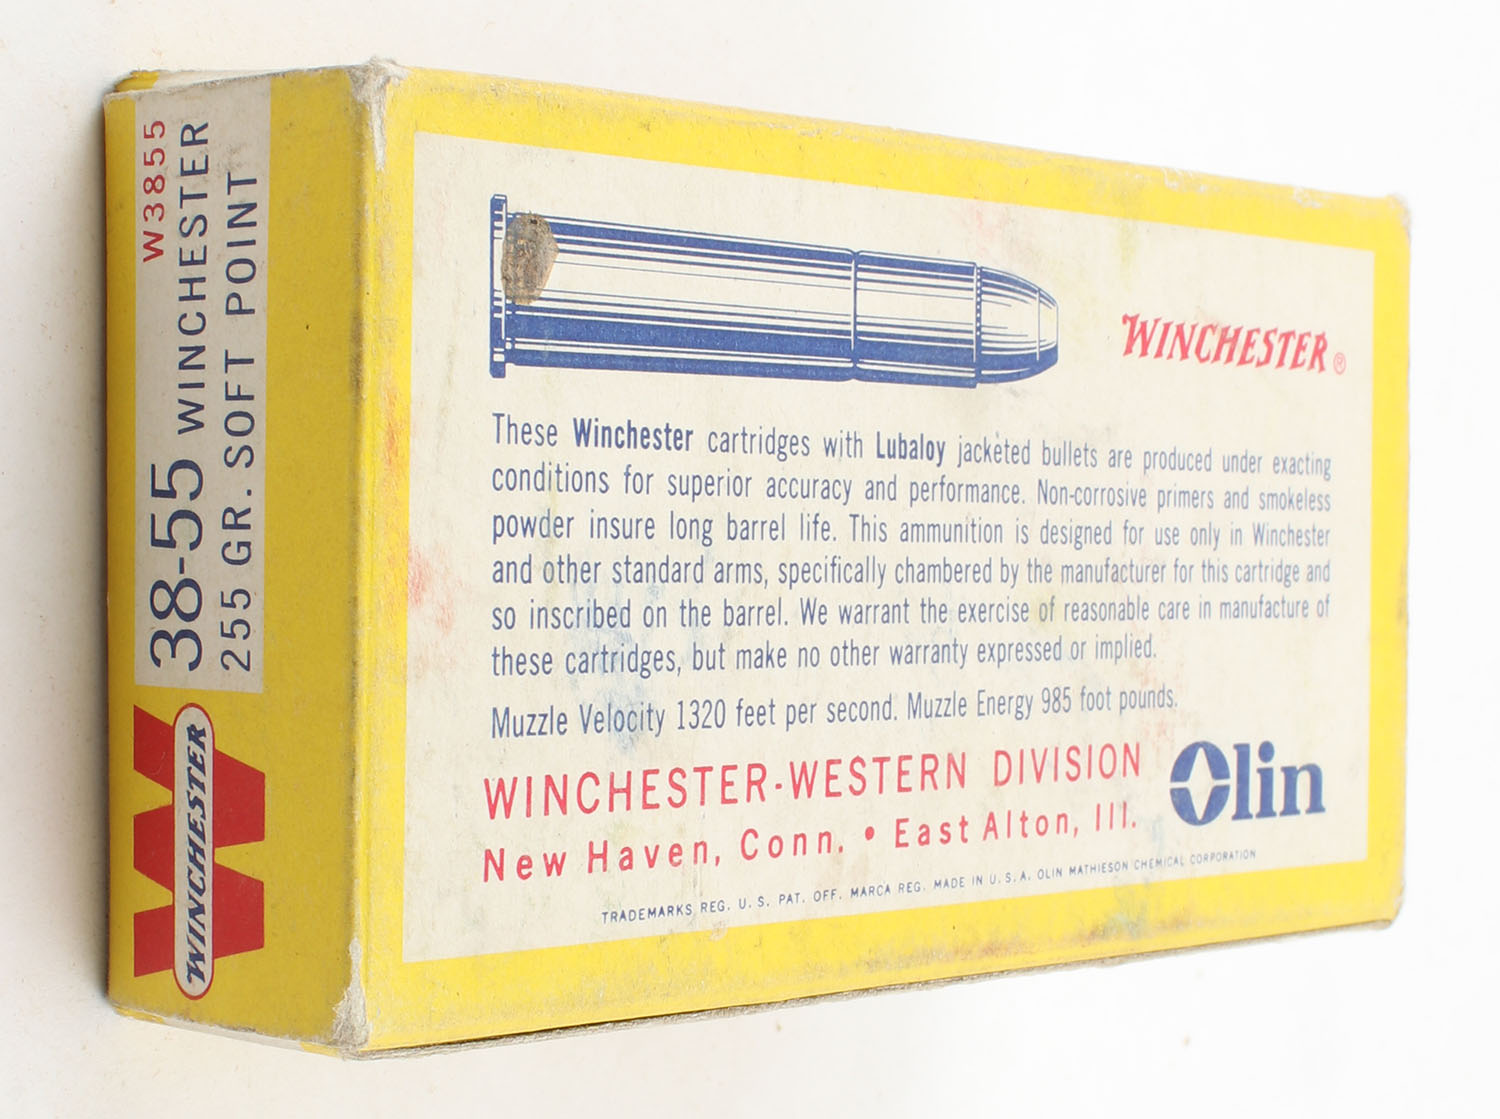 W3855
38-55 WINCHESTER
255 GR. SOFT POINT
W
WINCHESTER
WINCHESTER®
These Winchester cartridges with Lubaloy jacketed bullets are produced under exacting
conditions for superior accuracy and performance. Non-corrosive primers and smokeless
powder insure long barrel life. This ammunition is designed for use only in Winchester
and other standard arms, specifically chambered by the manufacturer for this cartridge and
so inscribed on the barrel. We warrant the exercise of reasonable care in manufacture of
these cartridges, but make no other warranty expressed or implied.
Muzzle Velocity 1320 feet per second. Muzzle Energy 985 foot pounds.
WINCHESTER-WESTERN DIVISION
New Haven, Conn. • East Alton, Ill.
Olin
TRADEMARKS REG. U. S. PAT. OFF. MARCA REG. MADE IN U. S. A. OLIN MATHIESON CHEMICAL CORPORATION